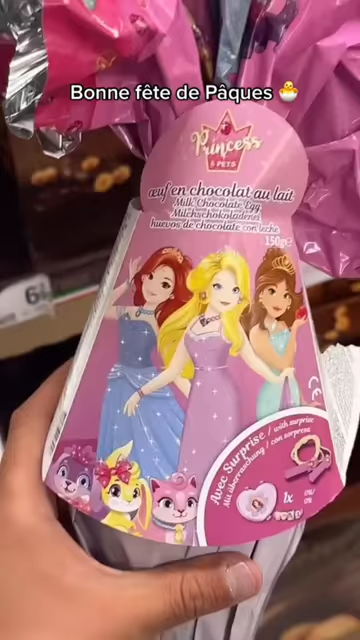 Bonne fête de Pâques 🐣
Princess
& PETS
œuf en chocolat au lait
Milk Chocolate Egg
Milchschokoladenei
huevos de chocolate con leche
150g e
Avec Surprise / with surprise
Mit überraschung / con sorpresa
1x
CE